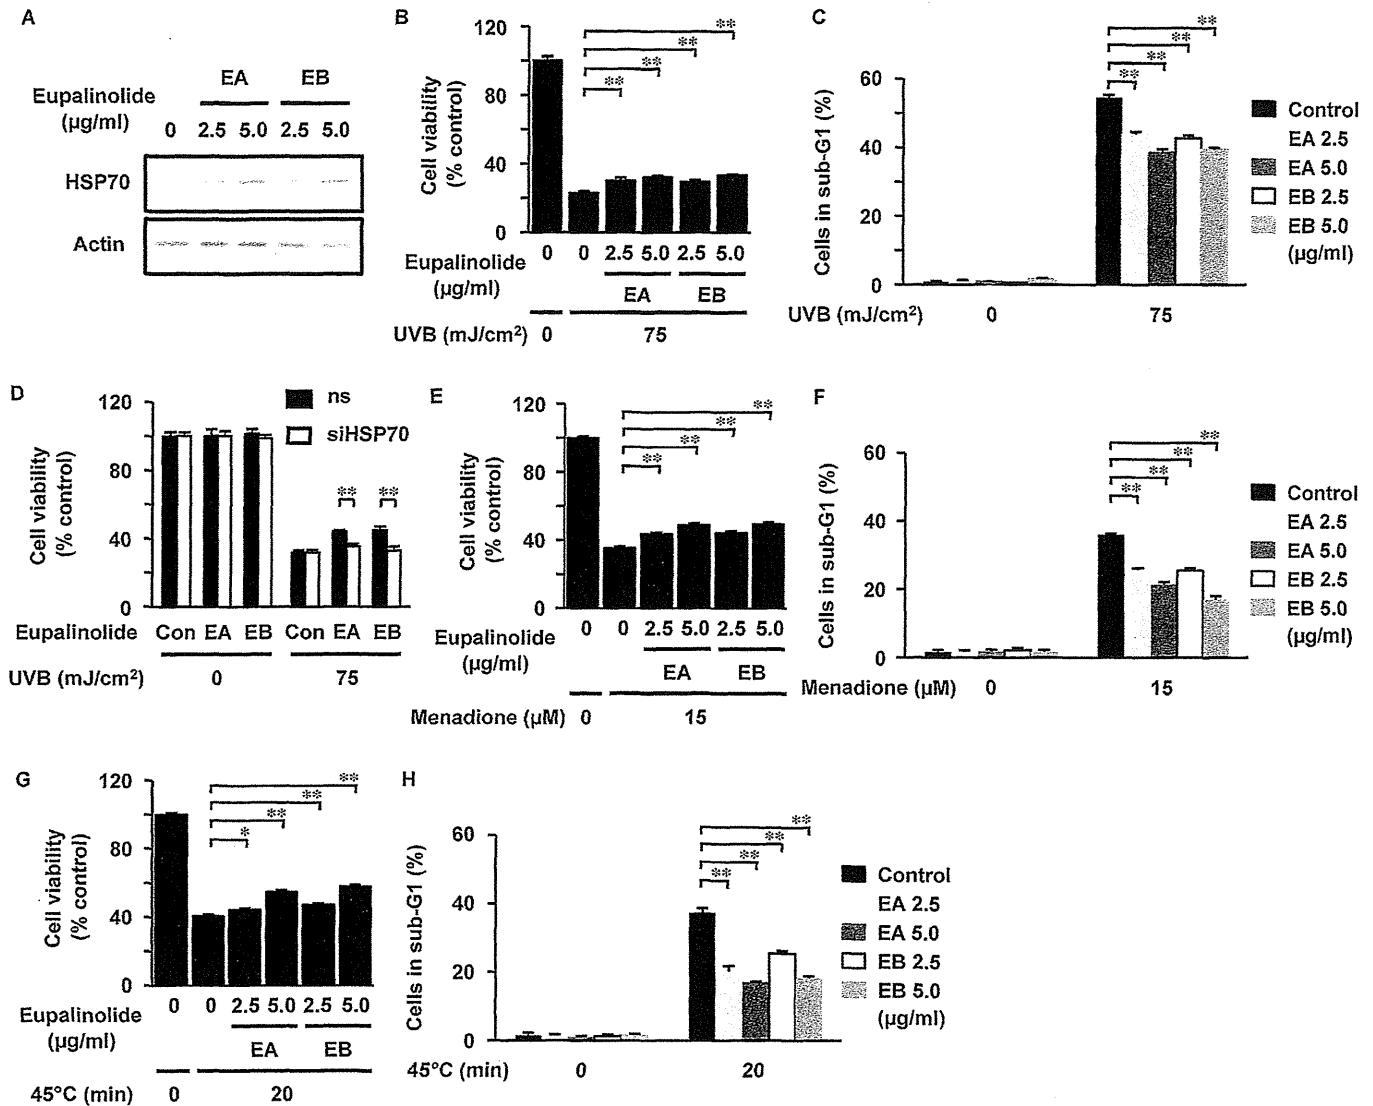 A
EA EB
Eupalinolide
(µg/ml)
0 2.5 5.0 2.5 5.0
HSP70
Actin
B
Cell viability
(% control)
120
80
40
0
** ** ** **
Eupalinolide
(µg/ml)
0 0 2.5 5.0 2.5 5.0
EA EB
UVB (mJ/cm²) 0 75
C
Cells in sub-G1 (%)
60
40
20
0
** ** ** **
UVB (mJ/cm²) 0 75
Control
EA 2.5
EA 5.0
EB 2.5
EB 5.0
(µg/ml)
D
Cell viability
(% control)
120
80
40
0
ns
siHSP70
** **
Eupalinolide Con EA EB Con EA EB
UVB (mJ/cm²) 0 75
E
Cell viability
(% control)
120
80
40
0
** ** ** **
Eupalinolide
(µg/ml)
0 0 2.5 5.0 2.5 5.0
EA EB
Menadione (µM) 0 15
F
Cells in sub-G1 (%)
60
40
20
0
** ** ** **
Menadione (µM) 0 15
Control
EA 2.5
EA 5.0
EB 2.5
EB 5.0
(µg/ml)
G
Cell viability
(% control)
120
80
40
0
* ** ** **
Eupalinolide
(µg/ml)
0 0 2.5 5.0 2.5 5.0
EA EB
45°C (min) 0 20
H
Cells in sub-G1 (%)
60
40
20
0
** ** ** **
45°C (min) 0 20
Control
EA 2.5
EA 5.0
EB 2.5
EB 5.0
(µg/ml)